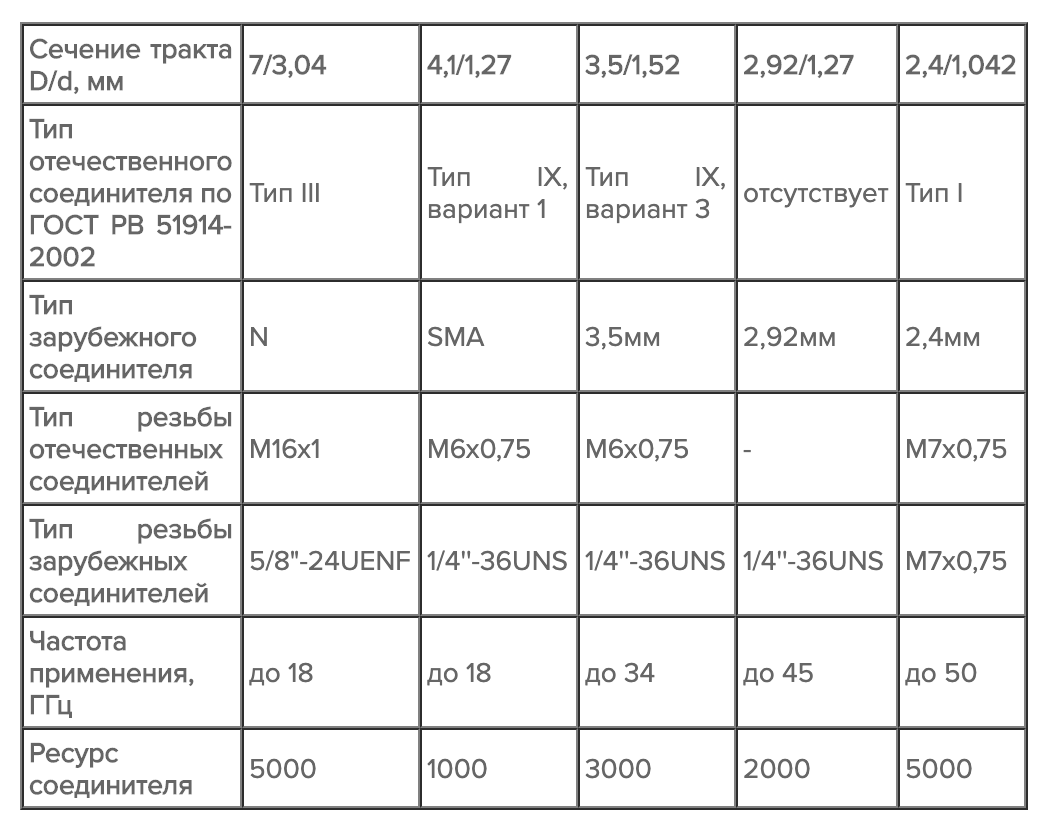 Сечение тракта D/d, мм
7/3,04
4,1/1,27
3,5/1,52
2,92/1,27
2,4/1,042
Тип
отечественного
соединителя по
ГОСТ РВ 51914-
2002
Тип III
Тип IX,
вариант 1
Тип IX,
вариант 3
отсутствует
Тип I
Тип
зарубежного
соединителя
N
SMA
3,5мм
2,92мм
2,4мм
Тип резьбы
отечественных
соединителей
М16х1
М6х0,75
М6х0,75
-
М7х0,75
Тип резьбы
зарубежных
соединителей
5/8"-24UENF
1/4''-36UNS
1/4''-36UNS
1/4''-36UNS
М7х0,75
Частота
применения,
ГГц
до 18
до 18
до 34
до 45
до 50
Ресурс
соединителя
5000
1000
3000
2000
5000